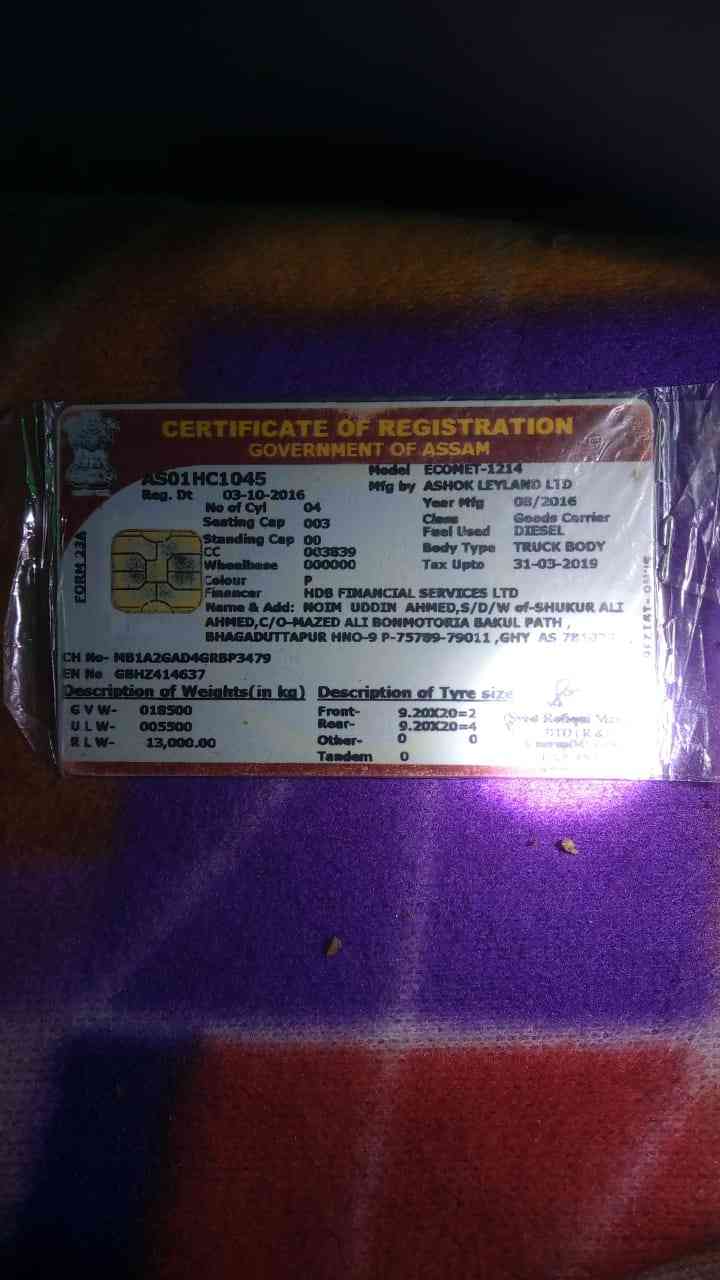 CERTIFICATE OF REGISTRATION
GOVERNMENT OF ASSAM
AS01HC1045
Reg. Dt 03-10-2016
Model ECOMET-1214
Mfg by ASHOK LEYLAND LTD
No of Cyl 04 Year Mfg 08/2016
Seating Cap 003 Class Goods Carrier
Standing Cap 00 Fuel Used DIESEL
CC 003839 Body Type TRUCK BODY
Wheelbase 000000 Tax Upto 31-03-2019
Colour P
Financer HDB FINANCIAL SERVICES LTD
Name & Add: NOIM UDDIN AHMED,S/D/W of-SHUKUR ALI
AHMED,C/O-MAZED ALI BONMOTORIA BAKUL PATH ,
BHAGADUTTAPUR HNO-9 P-75789-79011 ,GHY AS
FORM 23A
CH No- MB1A2GAD4GRBP3479
EN No GBHZ414637
Description of Weights(in kg) Description of Tyre size
G V W- 018500 Front- 9.20X20=2
U L W- 005500 Rear- 9.20X20=4
R L W- 13,000.00 Other- 0 0
Tandem 0